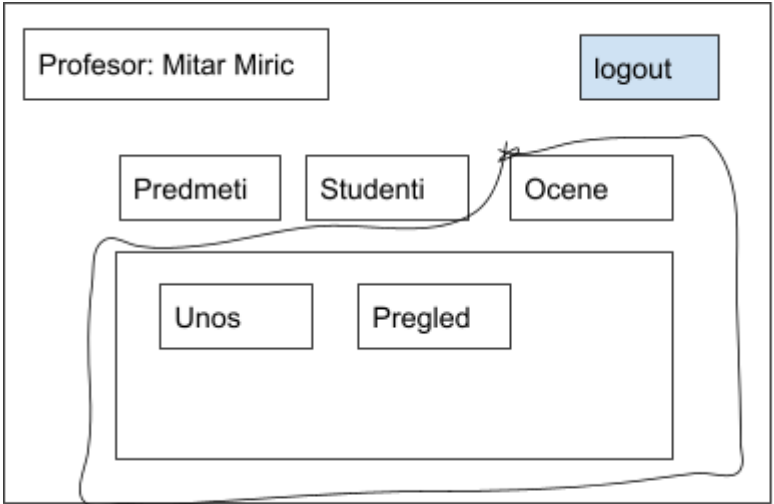 Profesor: Mitar Miric
logout
Predmeti
Studenti
Ocene
Unos
Pregled